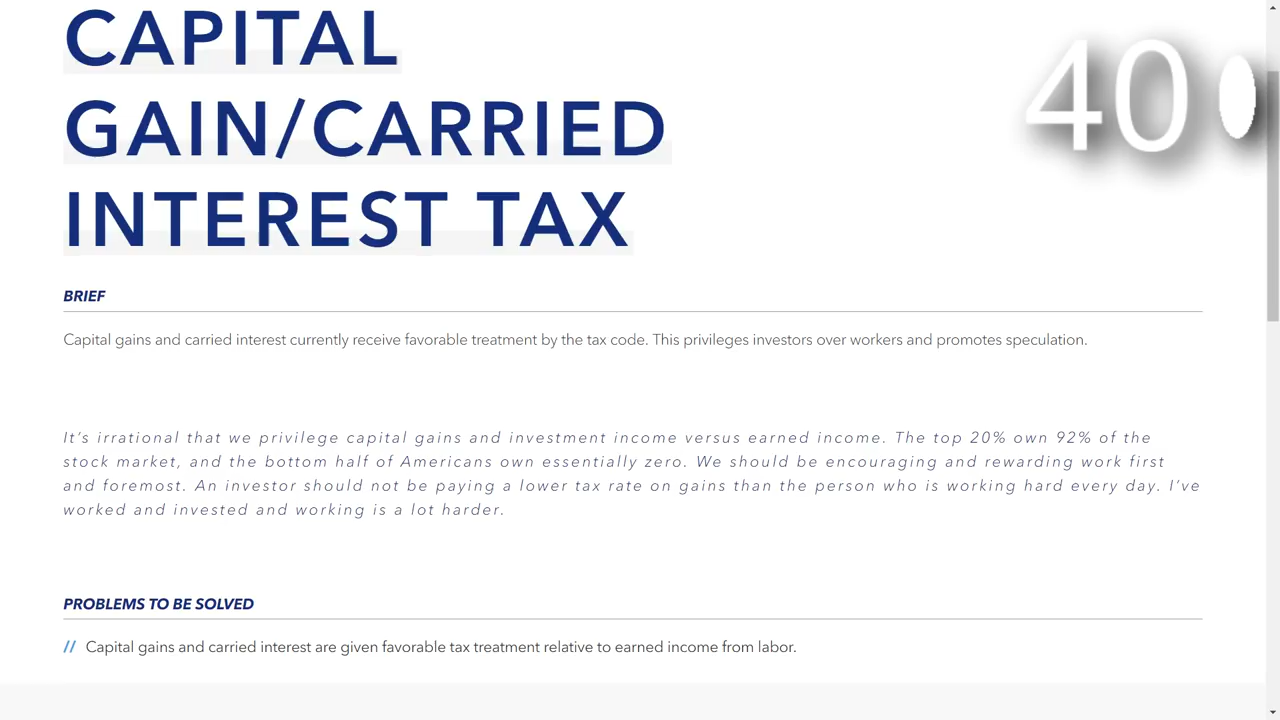 CAPITAL
GAIN/CARRIED
INTEREST TAX
40
BRIEF
Capital gains and carried interest currently receive favorable treatment by the tax code. This privileges investors over workers and promotes speculation.
It’s irrational that we privilege capital gains and investment income versus earned income. The top 20% own 92% of the
stock market, and the bottom half of Americans own essentially zero. We should be encouraging and rewarding work first
and foremost. An investor should not be paying a lower tax rate on gains than the person who is working hard every day. I’ve
worked and invested and working is a lot harder.
PROBLEMS TO BE SOLVED
// Capital gains and carried interest are given favorable tax treatment relative to earned income from labor.